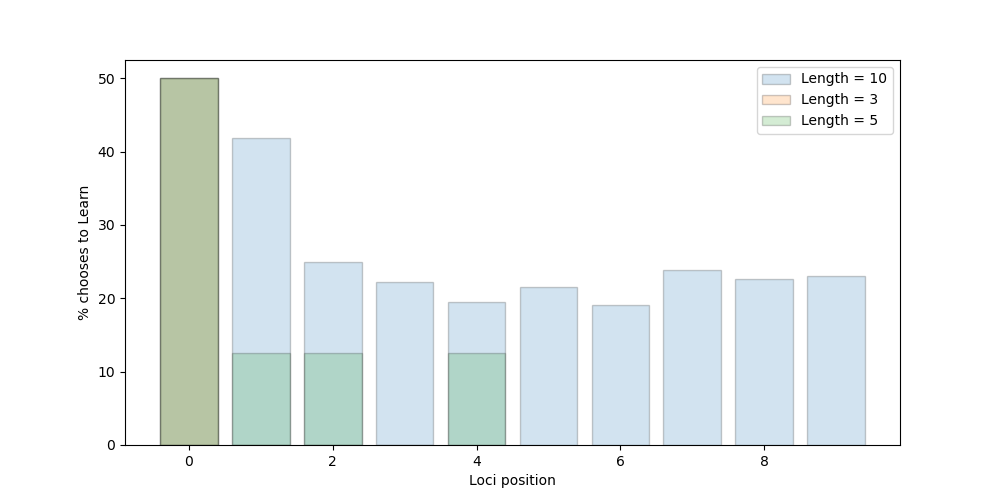 Length = 10
Length = 3
Length = 5
50
40
30
20
10
0
% chooses to Learn
0 2 4 6 8
Loci position